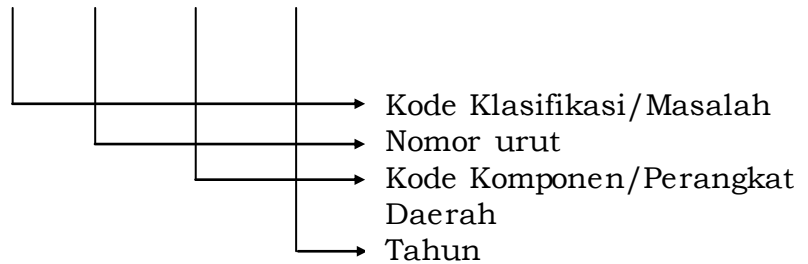 Kode Klasifikasi/Masalah
Nomor urut
Kode Komponen/Perangkat
Daerah
Tahun